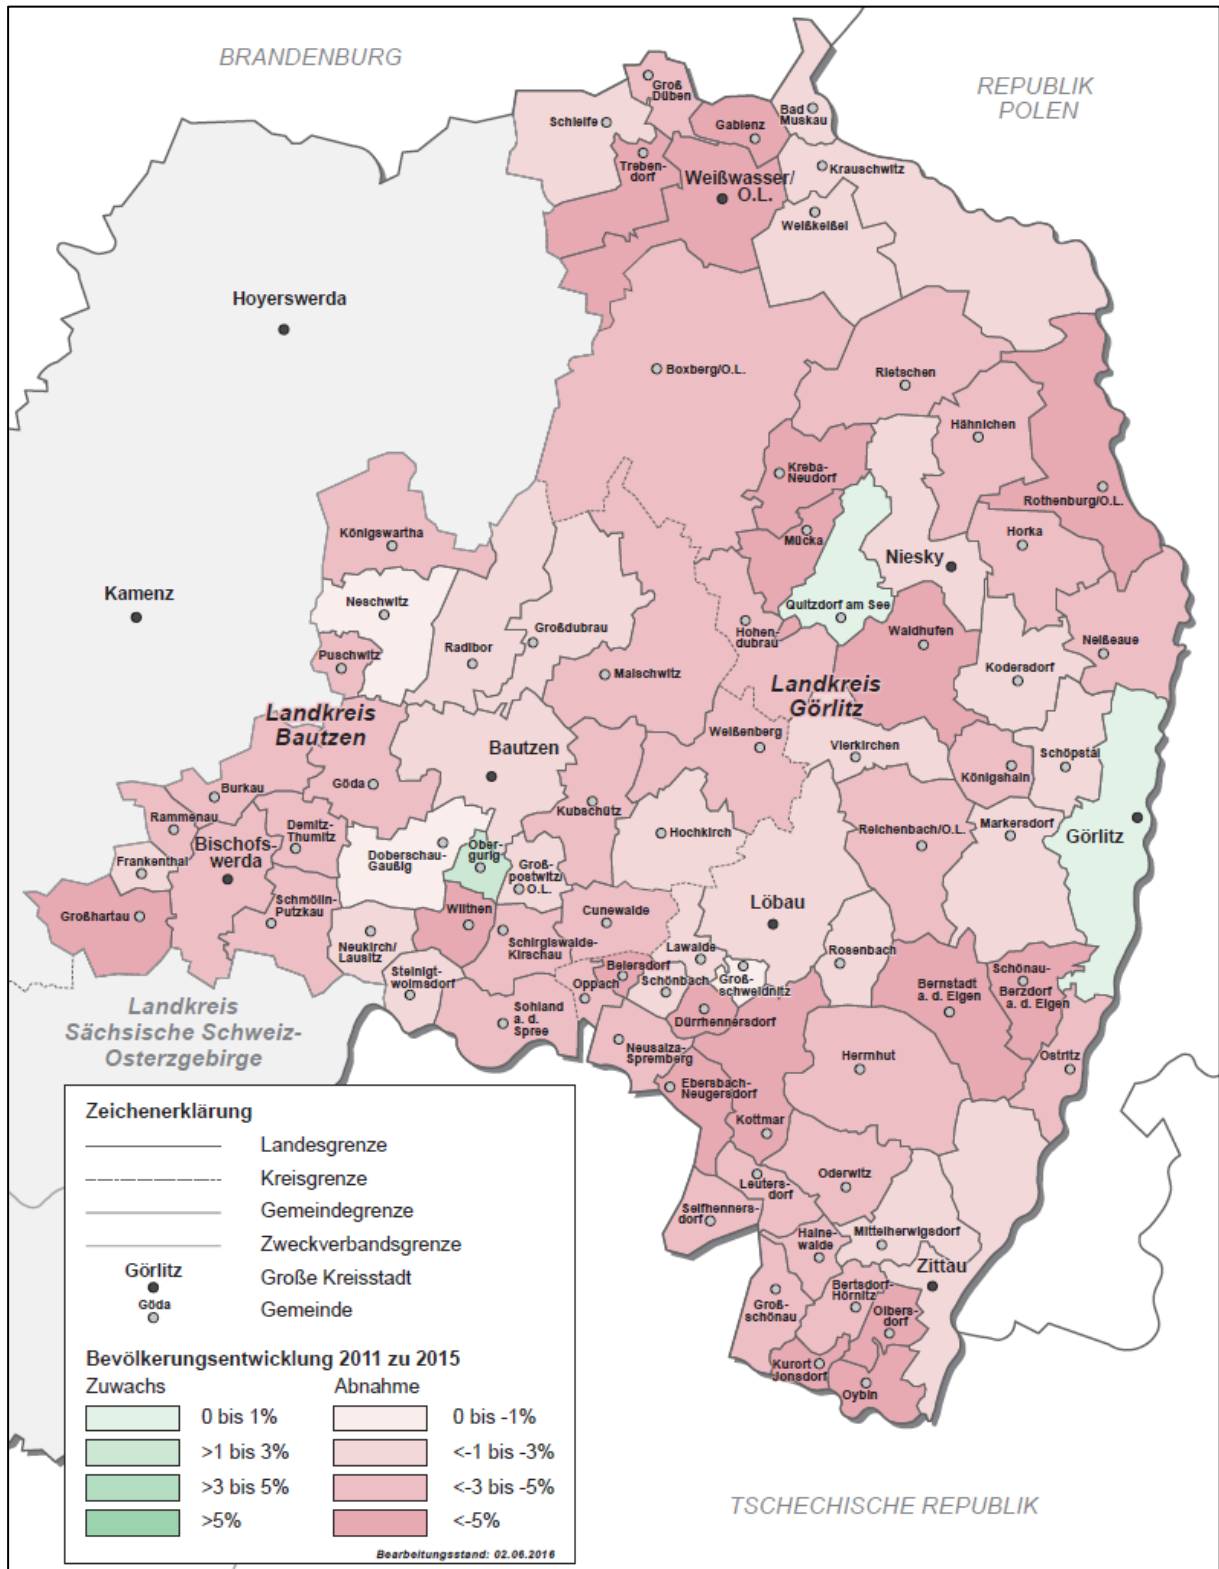 BRANDENBURG
REPUBLIK
POLEN
Groß
Düben
Schleife
Gablenz
Bad
Muskau
Treben-
dorf
Weißwasser/
O.L.
Krauschwitz
Weißkeißel
Hoyerswerda
Boxberg/O.L.
Rietschen
Hähnichen
Kreba-
Neudorf
Rothenburg/O.L.
Königswartha
Mücka
Horka
Niesky
Kamenz
Neschwitz
Quitzdorf am See
Großdubrau
Hohen-
dubrau
Waldhufen
Radibor
Puschwitz
Neißeaue
Malschwitz
Kodersdorf
Landkreis
Görlitz
Landkreis
Bautzen
Weißenberg
Bautzen
Vierkirchen
Schöpstal
Königshain
Göda
Burkau
Kubschütz
Rammenau
Demitz-
Thumitz
Hochkirch
Reichenbach/O.L.
Markersdorf
Görlitz
Bischofs-
werda
Ober-
gurig
Frankenthal
Doberschau-
Gaußig
Groß-
postwitz/
O.L.
Schmölln-
Putzkau
Großhartau
Wilthen
Cunewalde
Löbau
Neukirch/
Lausitz
Schirgiswalde-
Kirschau
Lawalde
Rosenbach
Steinigt-
wolmsdorf
Beiersdorf
Oppach
Schönbach
Groß-
schweidnitz
Bernstadt
a. d. Eigen
Schönau-
Berzdorf
a. d. Eigen
Landkreis
Sächsische Schweiz-
Osterzgebirge
Sohland
a. d.
Spree
Dürrhennersdorf
Neusalza-
Spremberg
Herrnhut
Ostritz
Ebersbach-
Neugersdorf
Kottmar
Oderwitz
Leuters-
dorf
Seifhenners-
dorf
Haine-
walde
Mittelherwigsdorf
Zittau
Bertsdorf-
Hörnitz
Groß-
schönau
Olbers-
dorf
Kurort
Jonsdorf
Oybin
TSCHECHISCHE REPUBLIK
Zeichenerklärung
Landesgrenze
Kreisgrenze
Gemeindegrenze
Zweckverbandsgrenze
Görlitz
Große Kreisstadt
Göda
Gemeinde
Bevölkerungsentwicklung 2011 zu 2015
Zuwachs Abnahme
0 bis 1% 0 bis -1%
>1 bis 3% <-1 bis -3%
>3 bis 5% <-3 bis -5%
>5% <-5%
Bearbeitungsstand: 02.06.2016